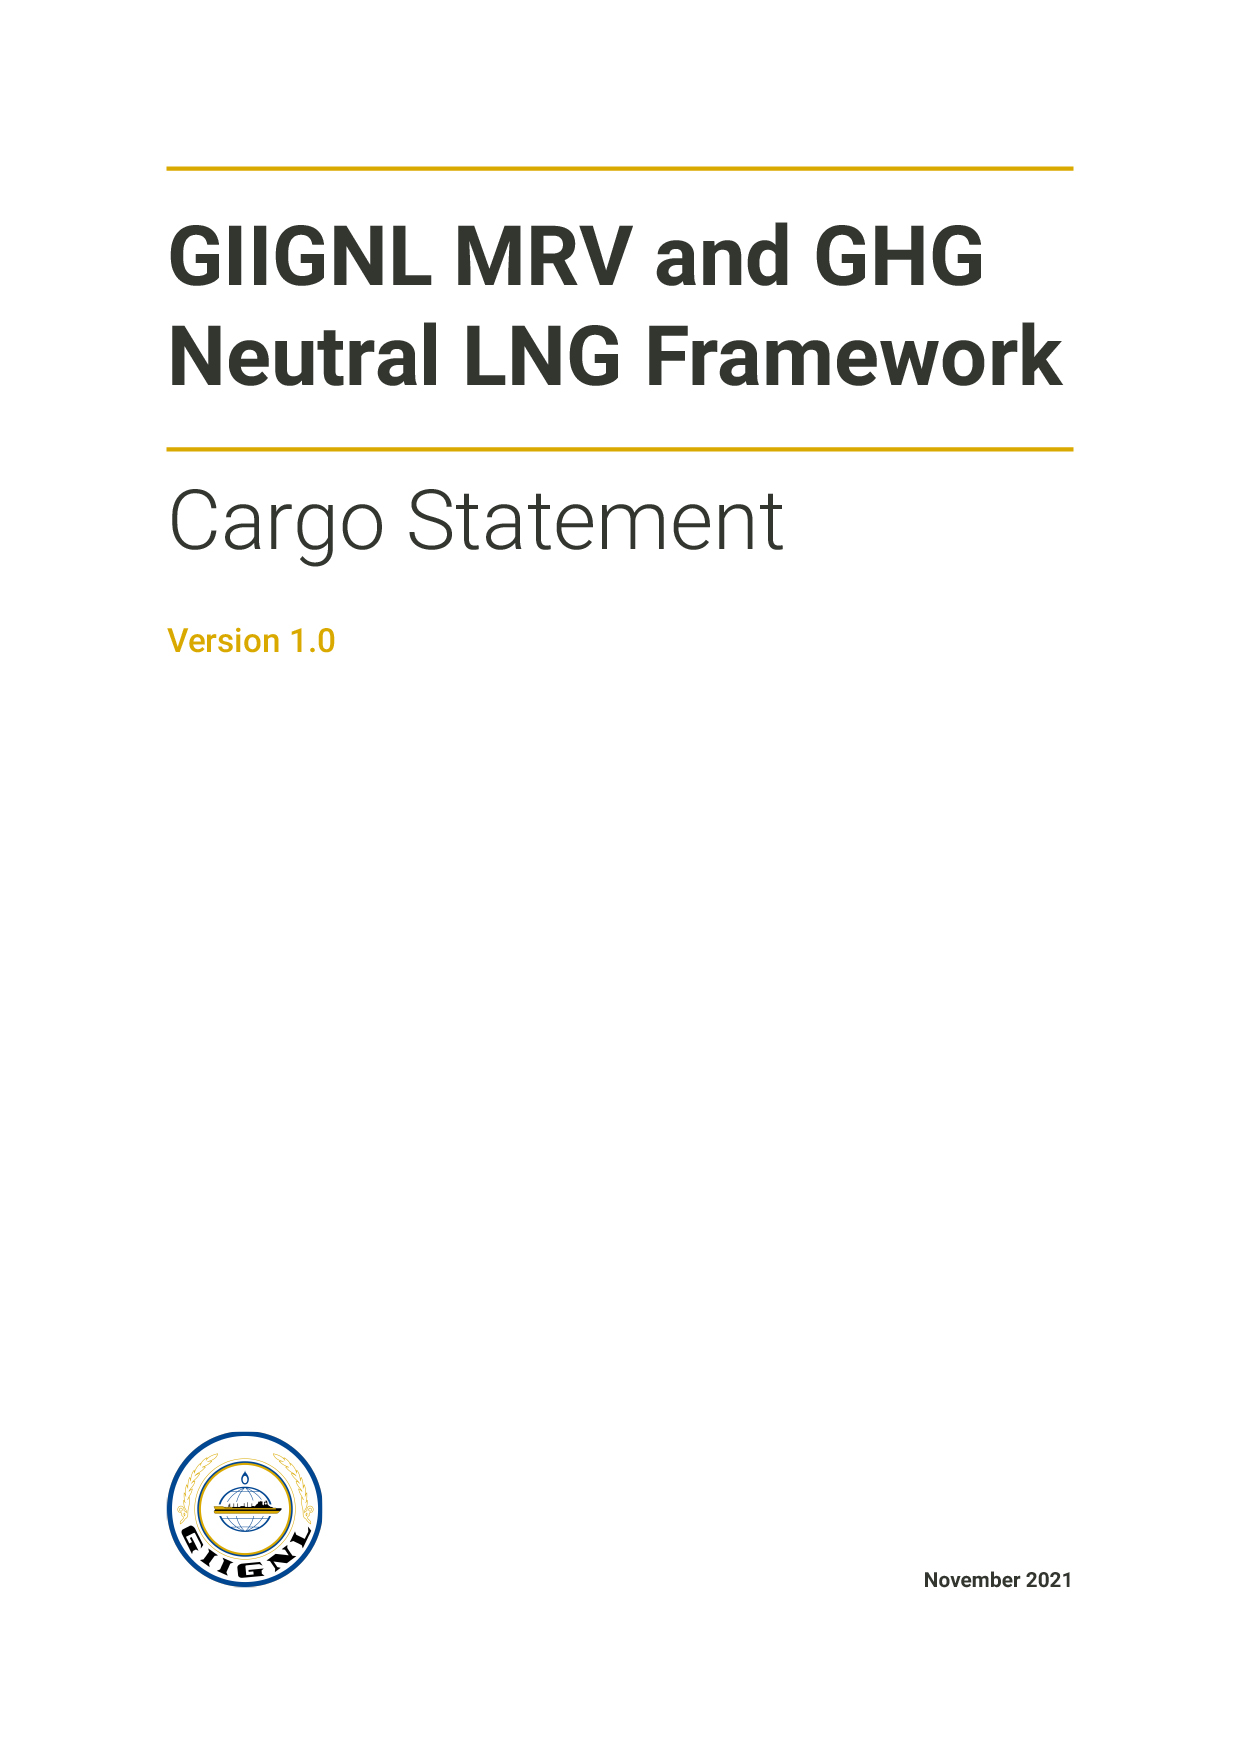 GIIGNL MRV and GHG
Neutral LNG Framework
Cargo Statement
Version 1.0
GIIGNL
November 2021